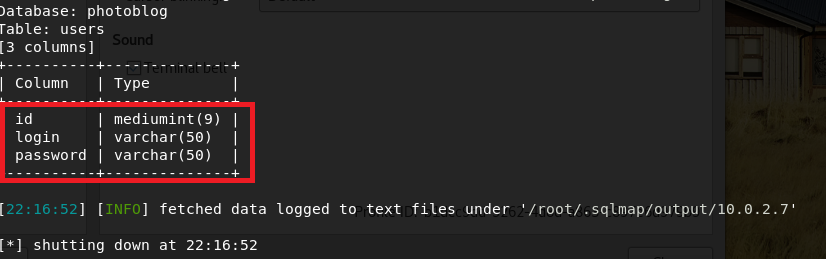 Database: photoblog
Table: users
[3 columns]
+----------+--------------+
| Column   | Type         |
+----------+--------------+
| id       | mediumint(9) |
| login    | varchar(50)  |
| password | varchar(50)  |
+----------+--------------+
[22:16:52] [INFO] fetched data logged to text files under '/root/.sqlmap/output/10.0.2.7'
[*] shutting down at 22:16:52
Sound
Terminal bell